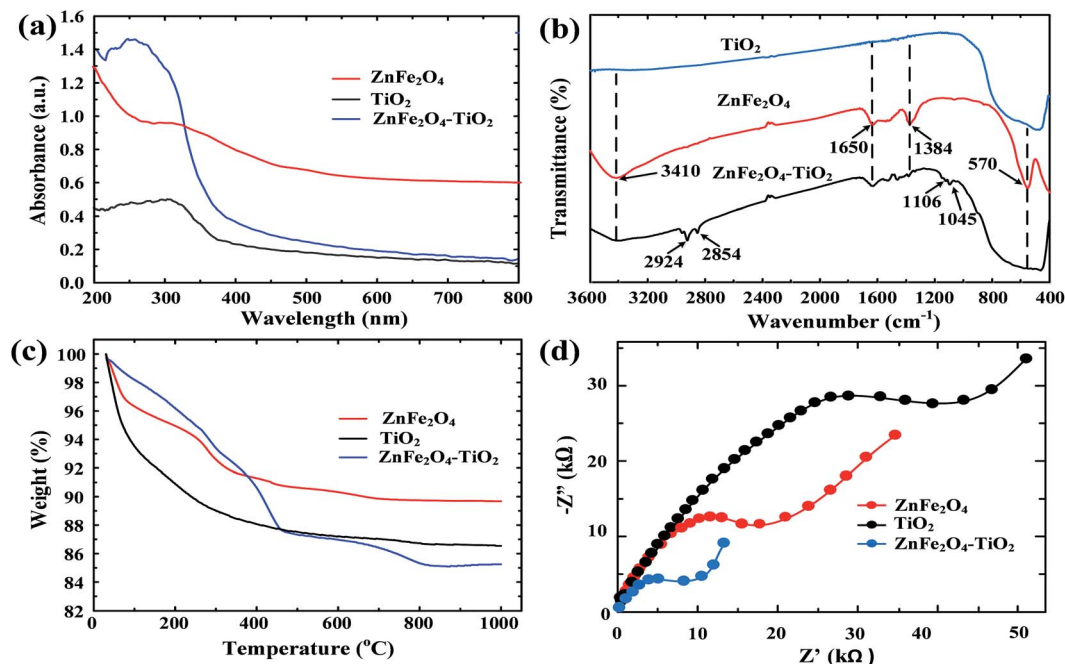 (a)
1.6
1.4
1.2
1.0
0.8
0.6
0.4
0.2
0.0
Absorbance (a.u.)
ZnFe₂O₄
TiO₂
ZnFe₂O₄-TiO₂
200 300 400 500 600 700 800
Wavelength (nm)
(b)
Transmittance (%)
TiO₂
ZnFe₂O₄
1650
1384
3410
ZnFe₂O₄-TiO₂
570
1106
1045
2924
2854
3600 2800 2000 1600 1200 800 400
Wavenumber (cm⁻¹)
(c)
100
98
96
94
92
90
88
86
84
82
Weight (%)
ZnFe₂O₄
TiO₂
ZnFe₂O₄-TiO₂
0 200 400 600 800 1000
Temperature (°C)
(d)
30
20
10
0
-Z” (kΩ)
ZnFe₂O₄
TiO₂
ZnFe₂O₄-TiO₂
0 10 20 30 40 50
Z’ (kΩ)